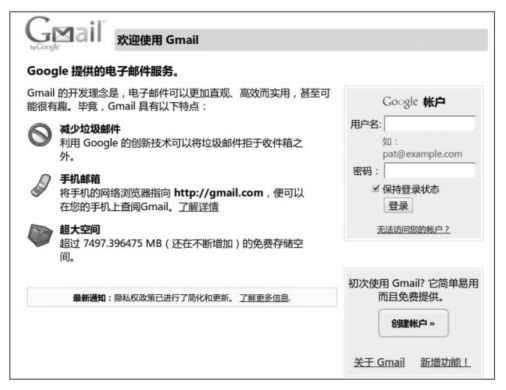 Gmail
by Google
欢迎使用 Gmail
Google 提供的电子邮件服务。
Gmail 的开发理念是，电子邮件可以更加直观、高效而实用，甚至可
能很有趣。毕竟，Gmail 具有以下特点：
减少垃圾邮件
利用 Google 的创新技术可以将垃圾邮件拒于收件箱之
外。
手机邮箱
将手机的网络浏览器指向 http://gmail.com，便可以
在您的手机上查阅Gmail。了解详情
超大空间
超过 7497.396475 MB（还在不断增加）的免费存储空
间。
最新通知：隐私权政策已进行了简化和更新。 了解更多信息.
Google 帐户
用户名:
如：
pat@example.com
密码：
保持登录状态
登录
无法访问您的帐户？
初次使用 Gmail? 它简单易用
而且免费提供。
创建帐户 »
关于 Gmail 新增功能！